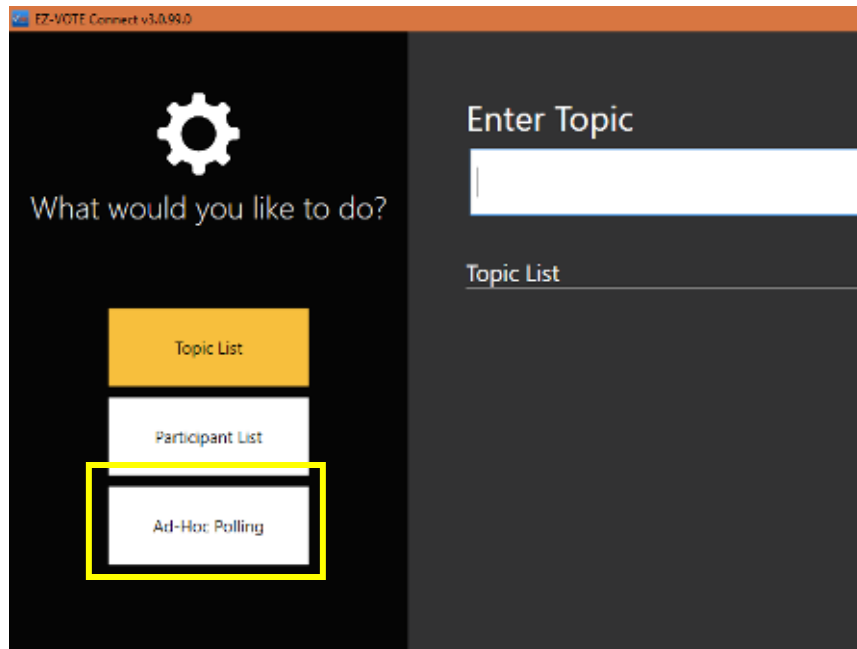 EZ-VOTE Connect v3.0.99.0
What would you like to do?
Topic List
Participant List
Ad-Hoc Polling
Enter Topic
Topic List